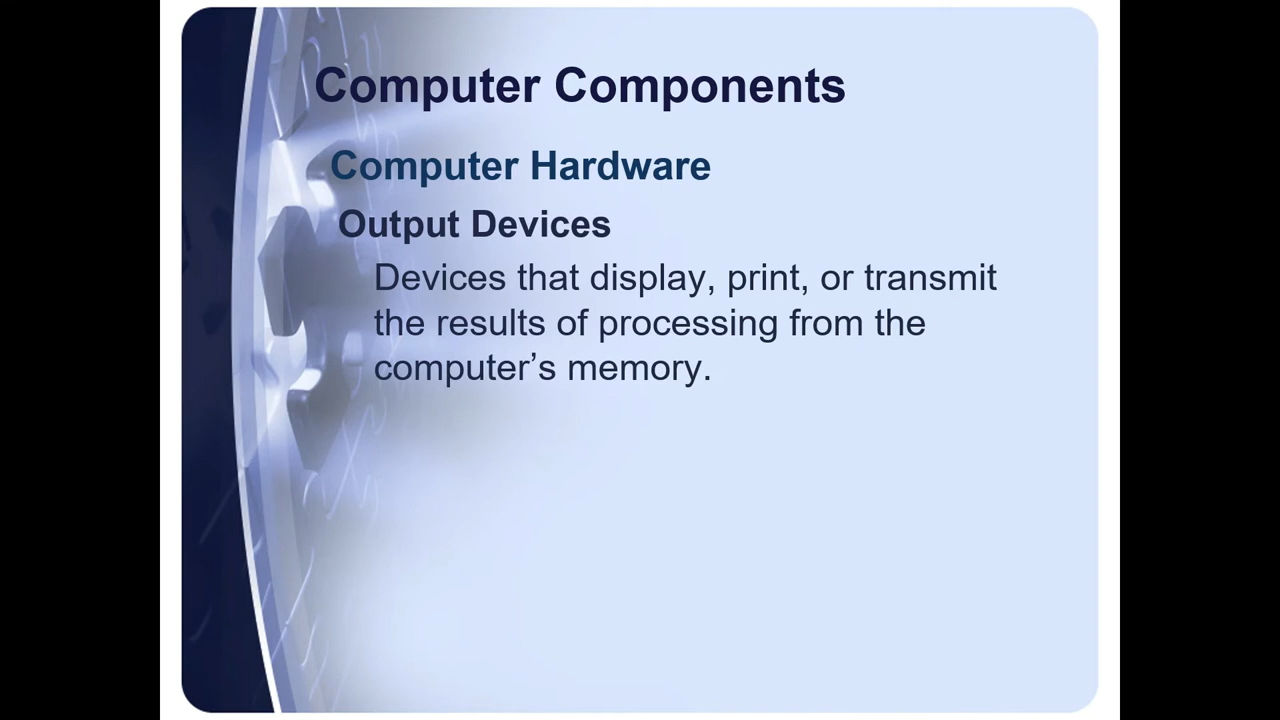 Computer Components
Computer Hardware
Output Devices
Devices that display, print, or transmit
the results of processing from the
computer’s memory.